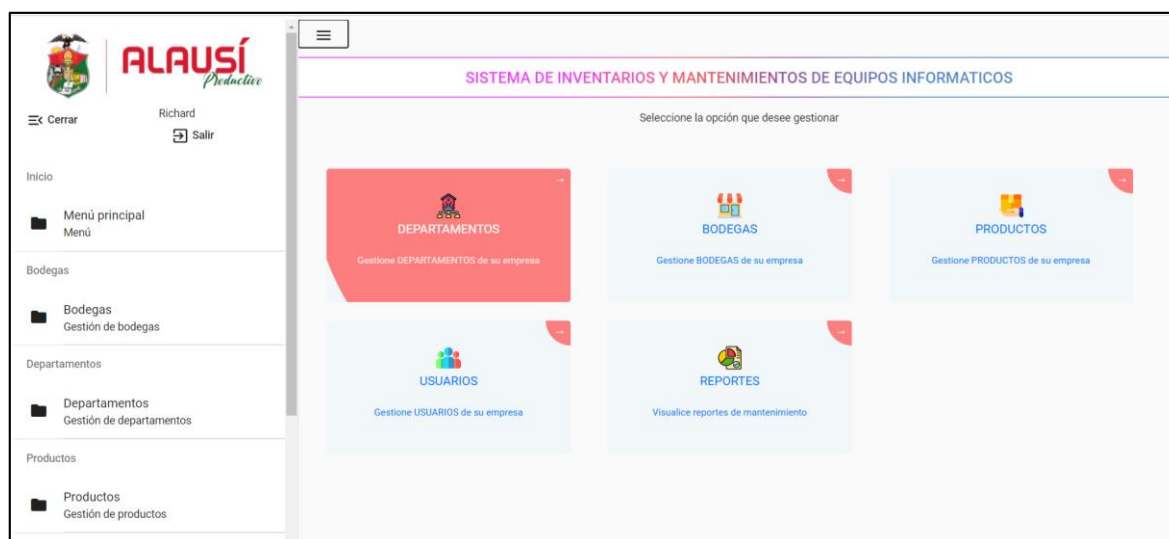 ALAUSÍ
Productivo
Cerrar
Richard
Salir
Inicio
Menú principal
Menú
Bodegas
Bodegas
Gestión de bodegas
Departamentos
Departamentos
Gestión de departamentos
Productos
Productos
Gestión de productos
SISTEMA DE INVENTARIOS Y MANTENIMIENTOS DE EQUIPOS INFORMATICOS
Seleccione la opción que desee gestionar
DEPARTAMENTOS
Gestione DEPARTAMENTOS de su empresa
BODEGAS
Gestione BODEGAS de su empresa
PRODUCTOS
Gestione PRODUCTOS de su empresa
USUARIOS
Gestione USUARIOS de su empresa
REPORTES
Visualice reportes de mantenimiento